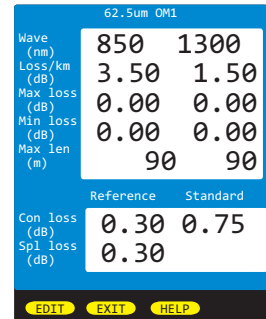 62.5um OM1
Wave (nm) 850 1300
Loss/km (dB) 3.50 1.50
Max loss (dB) 0.00 0.00
Min loss (dB) 0.00 0.00
Max len (m) 90 90
Reference Standard
Con loss (dB) 0.30 0.75
Spl loss (dB) 0.30
EDIT EXIT HELP